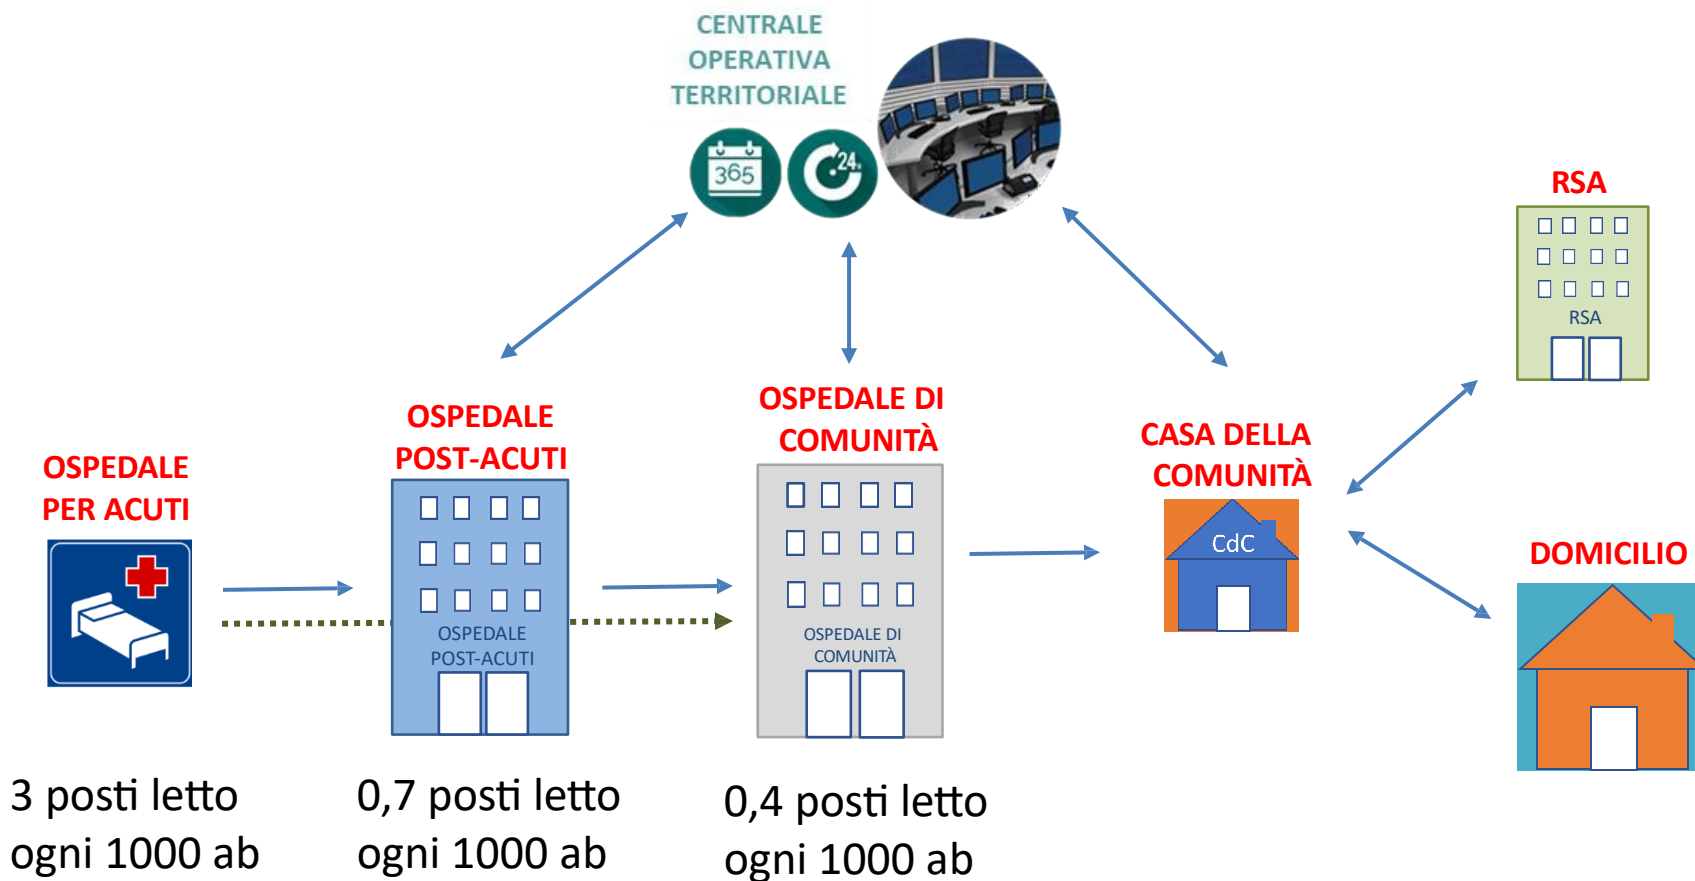 CENTRALE
OPERATIVA
TERRITORIALE
365
24h
RSA
RSA
OSPEDALE
PER ACUTI
OSPEDALE
POST-ACUTI
OSPEDALE DI
COMUNITÀ
CASA DELLA
COMUNITÀ
CdC
DOMICILIO
OSPEDALE
POST-ACUTI
OSPEDALE DI
COMUNITÀ
3 posti letto
ogni 1000 ab
0,7 posti letto
ogni 1000 ab
0,4 posti letto
ogni 1000 ab